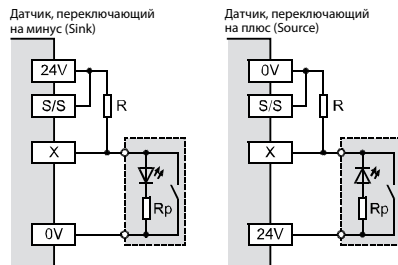 Датчик, переключающий
на минус (Sink)
24V
S/S
R
X
Rp
0V
Датчик, переключающий
на плюс (Source)
0V
S/S
R
X
Rp
24V